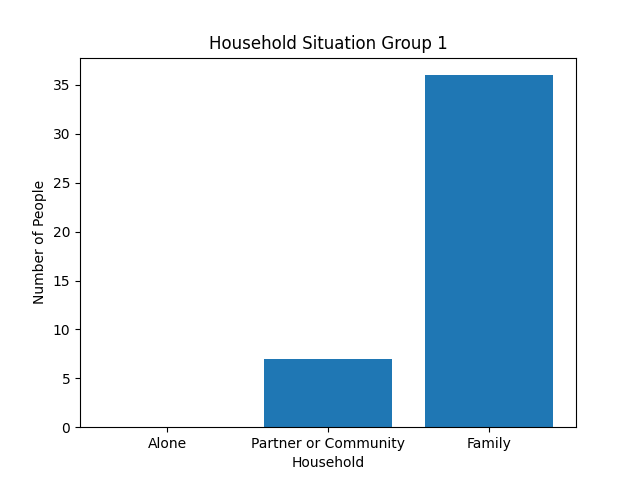 Household Situation Group 1
Number of People
35
30
25
20
15
10
5
0
Alone
Partner or Community
Family
Household